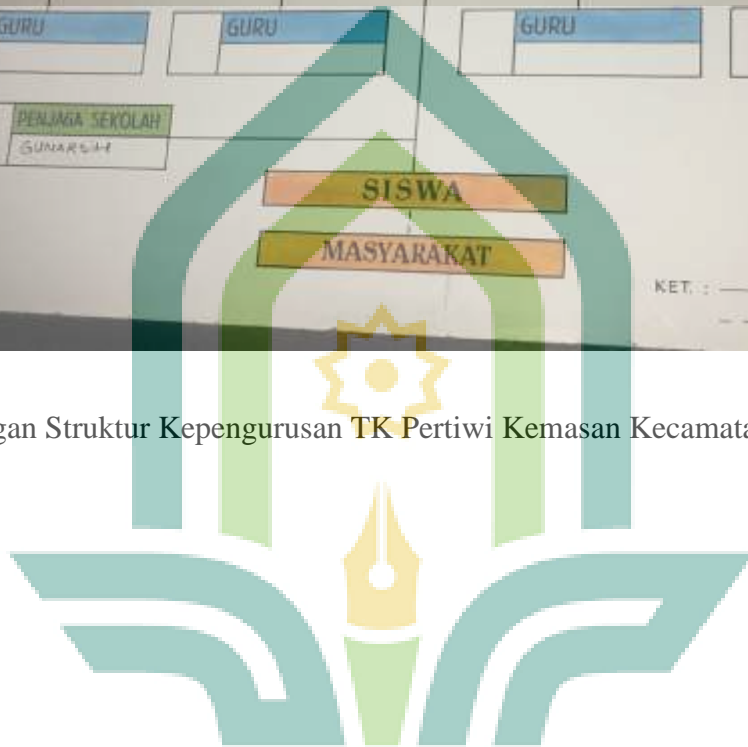 GURU GURU GURU
PENJAGA SEKOLAH
GUNARSIH
SISWA
MASYARAKAT
KET. :
gan Struktur Kepengurusan TK Pertiwi Kemasan Kecamata